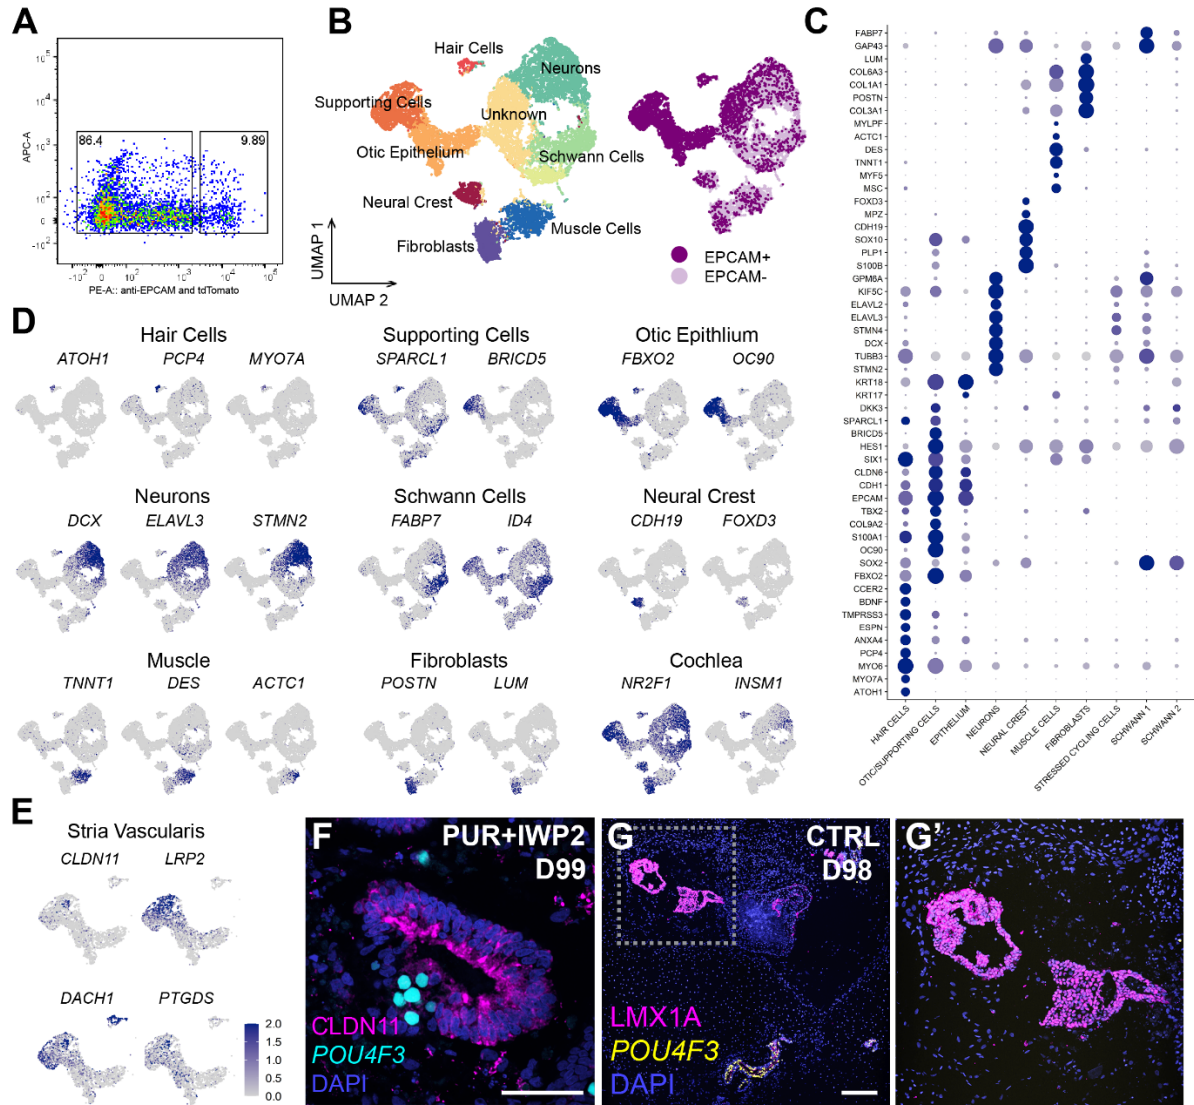 A
10^5
10^4
10^3
10^2
0
-10^2
APC-A
86.4
9.89
-10^2 0 10^2 10^3 10^4 10^5
PE-A:: anti-EPCAM and tdTomato
B
Hair Cells
Neurons
Supporting Cells
Unknown
Otic Epithelium
Schwann Cells
Neural Crest
Muscle Cells
Fibroblasts
UMAP 1
UMAP 2
EPCAM+
EPCAM-
C
FABP7
GAP43
LUM
COL6A3
COL1A1
POSTN
COL3A1
MYLPF
ACTC1
DES
TNNT1
MYF5
MSC
FOXD3
MPZ
CDH19
SOX10
PLP1
S100B
GPM6A
KIF5C
ELAVL2
ELAVL3
STMN4
DCX
TUBB3
STMN2
KRT18
KRT17
DKK3
SPARCL1
BRICD5
HES1
SIX1
CLDN6
CDH1
EPCAM
TBX2
COL9A2
S100A1
OC90
SOX2
FBXO2
CCER2
BDNF
TMPRSS3
ESPN
ANXA4
PCP4
MYO6
MYO7A
ATOH1
HAIR CELLS
OTIC/SUPPORTING CELLS
EPITHELIUM
NEURONS
NEURAL CREST
MUSCLE CELLS
FIBROBLASTS
STRESSED CYCLING CELLS
SCHWANN 1
SCHWANN 2
D
Hair Cells
ATOH1 PCP4 MYO7A
Supporting Cells
SPARCL1 BRICD5
Otic Epithlium
FBXO2 OC90
Neurons
DCX ELAVL3 STMN2
Schwann Cells
FABP7 ID4
Neural Crest
CDH19 FOXD3
Muscle
TNNT1 DES ACTC1
Fibroblasts
POSTN LUM
Cochlea
NR2F1 INSM1
E
Stria Vascularis
CLDN11 LRP2
DACH1 PTGDS
2.0
1.5
1.0
0.5
0.0
F
PUR+IWP2
D99
CLDN11
POU4F3
DAPI
G
CTRL
D98
LMX1A
POU4F3
DAPI
G'